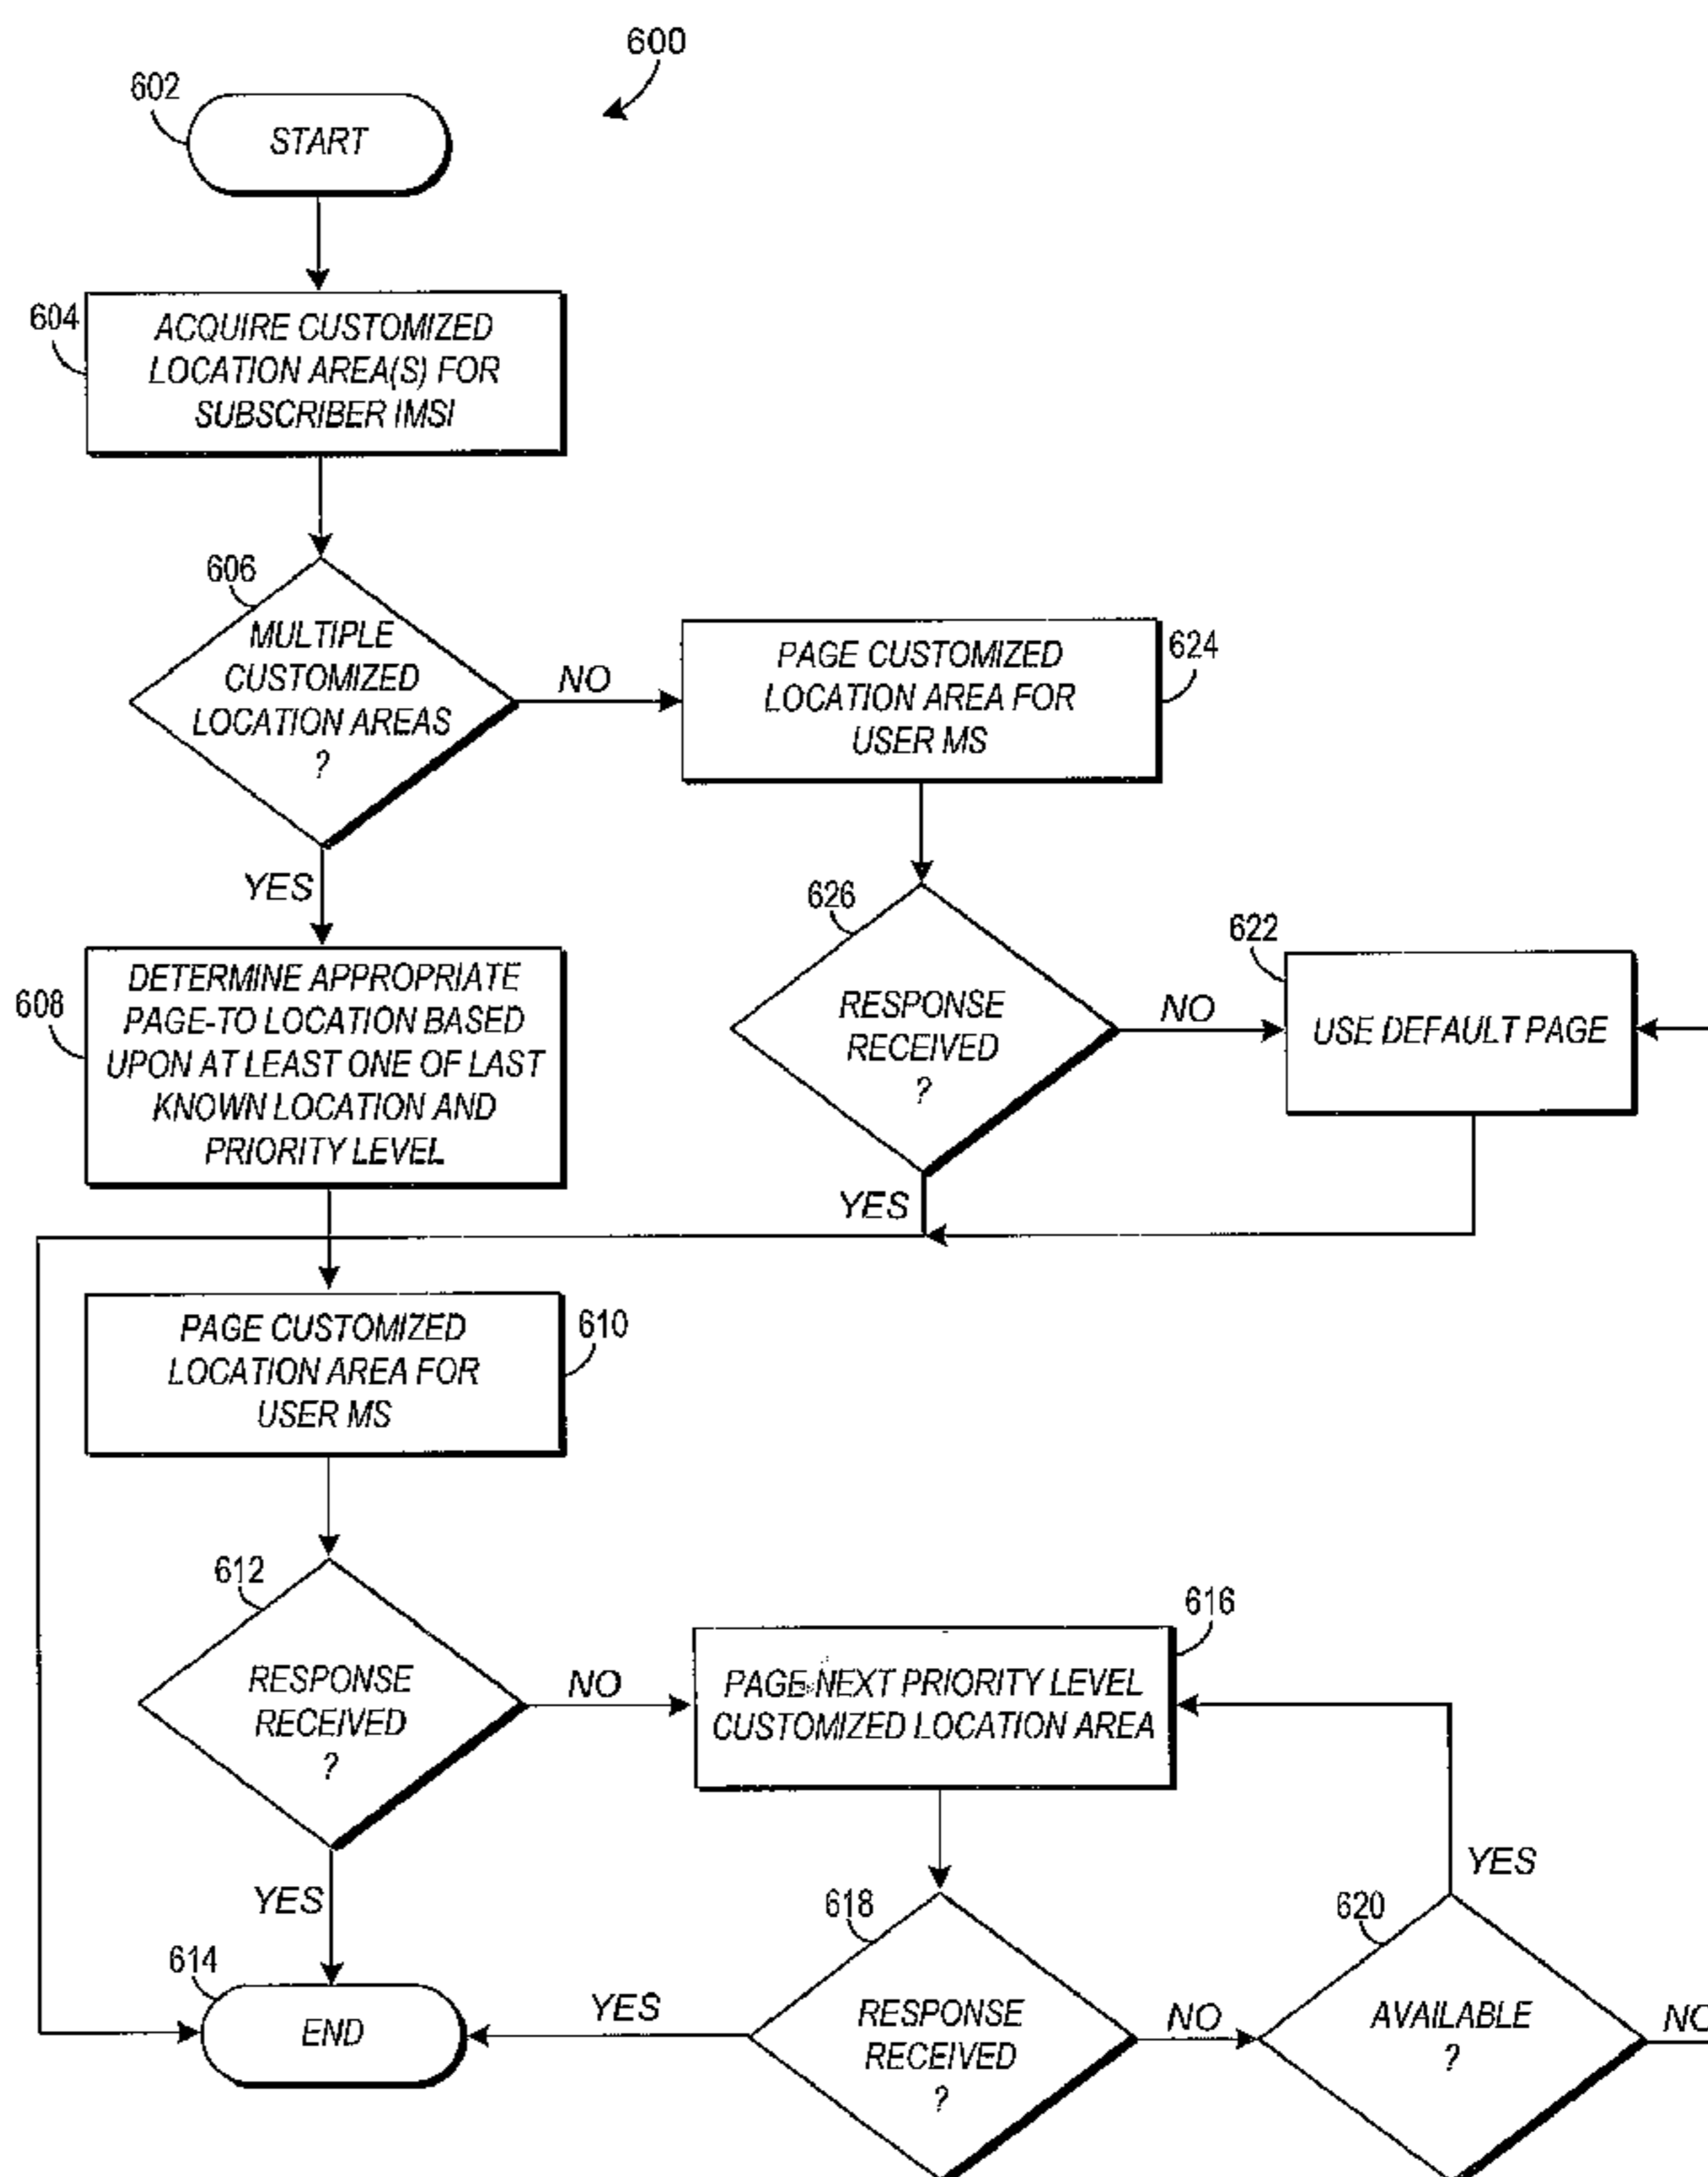 600
602
START
604
ACQUIRE CUSTOMIZED
LOCATION AREA(S) FOR
SUBSCRIBER IMSI
606
MULTIPLE
CUSTOMIZED
LOCATION AREAS
?
NO
PAGE CUSTOMIZED
LOCATION AREA FOR
USER MS
624
YES
608
DETERMINE APPROPRIATE
PAGE-TO LOCATION BASED
UPON AT LEAST ONE OF LAST
KNOWN LOCATION AND
PRIORITY LEVEL
626
RESPONSE
RECEIVED
?
NO
622
USE DEFAULT PAGE
YES
PAGE CUSTOMIZED
LOCATION AREA FOR
USER MS
610
612
RESPONSE
RECEIVED
?
NO
616
PAGE NEXT PRIORITY LEVEL
CUSTOMIZED LOCATION AREA
YES
614
END
YES
618
RESPONSE
RECEIVED
?
NO
620
AVAILABLE
?
YES
NO